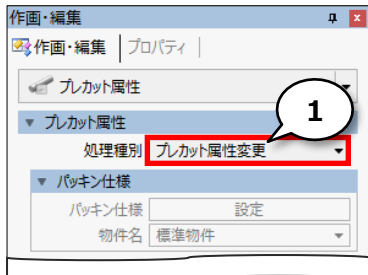 作画・編集
作画・編集 プロパティ
プレカット属性
1
プレカット属性
処理種別 プレカット属性変更
パッキン仕様
パッキン仕様 設定
物件名 標準物件